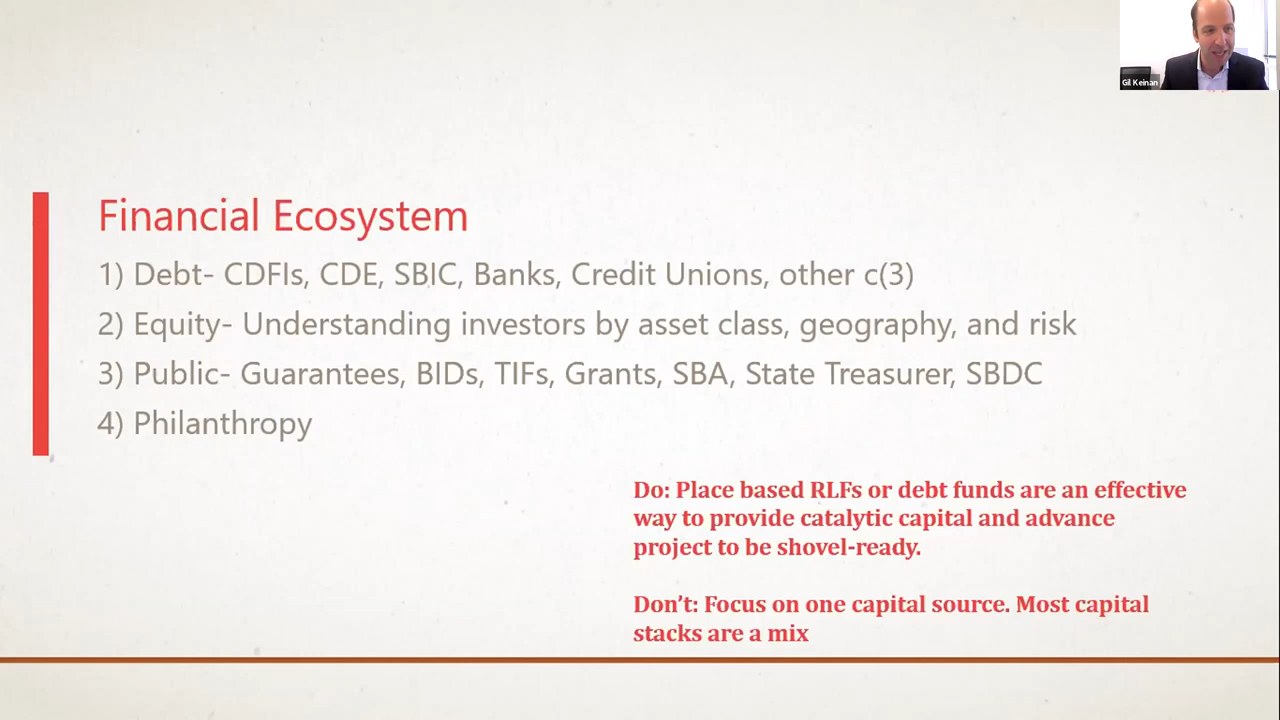 Gil Keinan
Financial Ecosystem
1) Debt- CDFIs, CDE, SBIC, Banks, Credit Unions, other c(3)
2) Equity- Understanding investors by asset class, geography, and risk
3) Public- Guarantees, BIDs, TIFs, Grants, SBA, State Treasurer, SBDC
4) Philanthropy
Do: Place based RLFs or debt funds are an effective
way to provide catalytic capital and advance
project to be shovel-ready.
Don’t: Focus on one capital source. Most capital
stacks are a mix